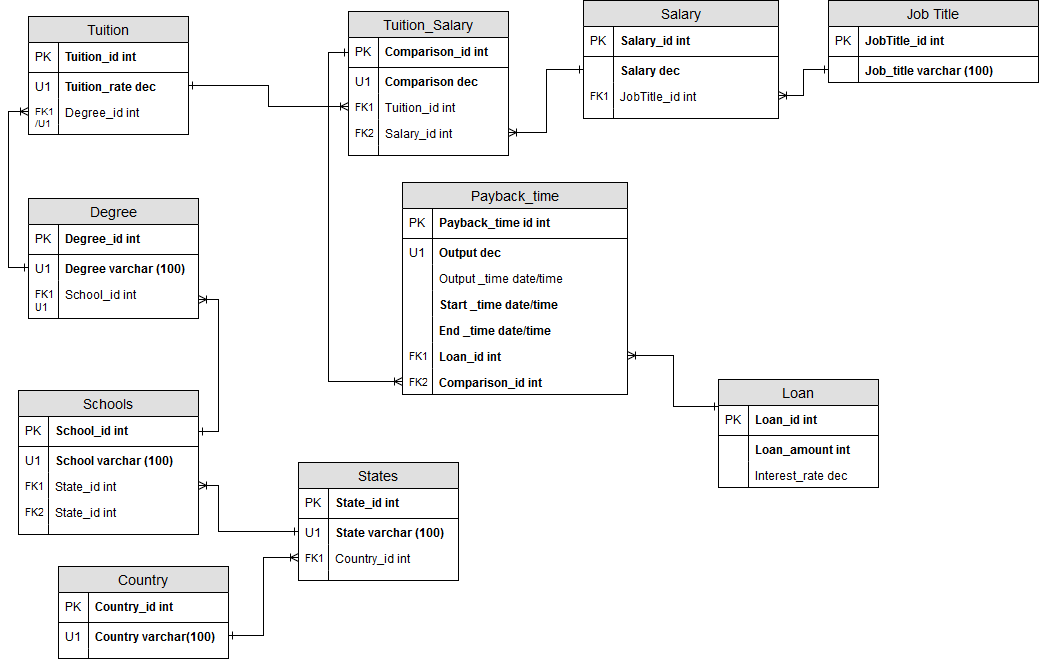 Tuition
PK Tuition_id int
U1 Tuition_rate dec
FK1 /U1 Degree_id int
Tuition_Salary
PK Comparison_id int
U1 Comparison dec
FK1 Tuition_id int
FK2 Salary_id int
Salary
PK Salary_id int
Salary dec
FK1 JobTitle_id int
Job Title
PK JobTitle_id int
Job_title varchar (100)
Degree
PK Degree_id int
U1 Degree varchar (100)
FK1 U1 School_id int
Payback_time
PK Payback_time id int
U1 Output dec
Output _time date/time
Start _time date/time
End _time date/time
FK1 Loan_id int
FK2 Comparison_id int
Loan
PK Loan_id int
Loan_amount int
Interest_rate dec
Schools
PK School_id int
U1 School varchar (100)
FK1 State_id int
FK2 State_id int
States
PK State_id int
U1 State varchar (100)
FK1 Country_id int
Country
PK Country_id int
U1 Country varchar(100)